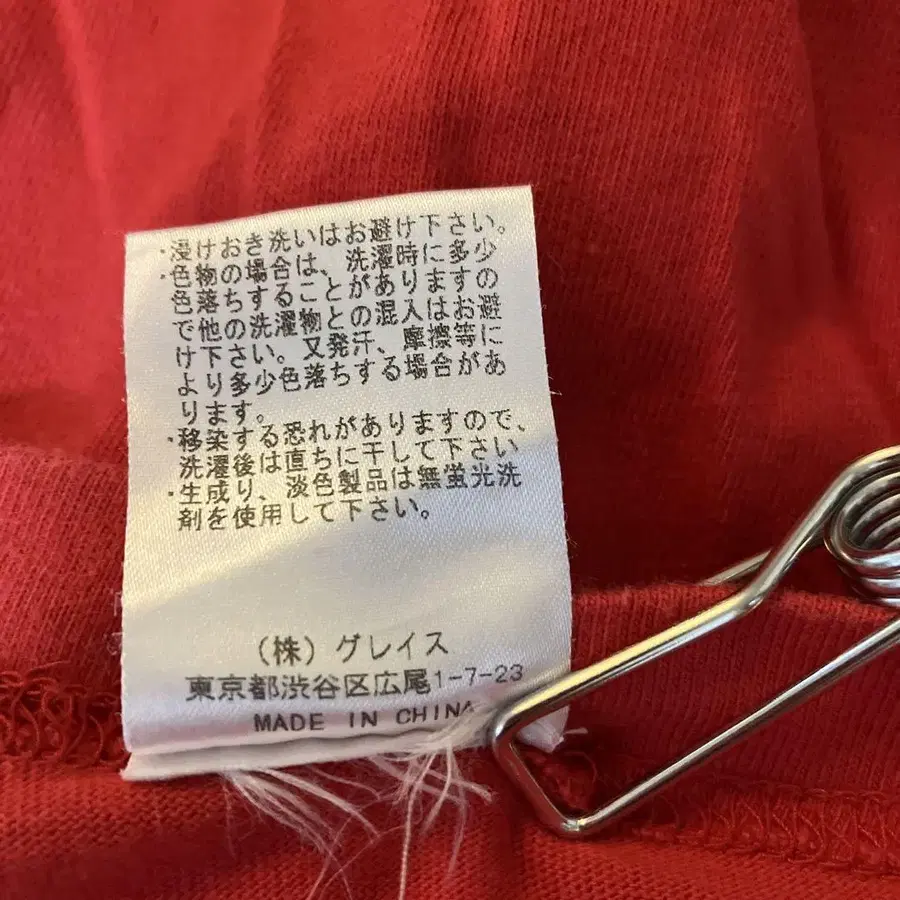 ・浸けおき洗いはお避け下さい。
・色物の場合は、洗濯時に多少
色落ちすることがありますの
で他の洗濯物との混入はお避
け下さい。又発汗、摩擦等に
より多少色落ちする場合があ
ります。
・移染する恐れがありますので、
洗濯後は直ちに干して下さい
・生成り、淡色製品は無蛍光洗
剤を使用して下さい。
（株）グレイス
東京都渋谷区広尾1-7-23
MADE IN CHINA